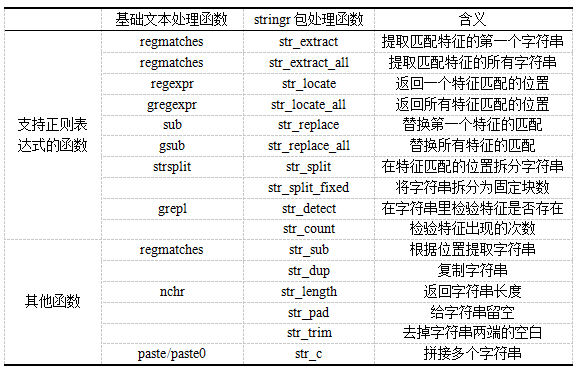 基础文本处理函数 stringr 包处理函数 含义
支持正则表达式的函数
regmatches str_extract 提取匹配特征的第一个字符串
regmatches str_extract_all 提取匹配特征的所有字符串
regexpr str_locate 返回一个特征匹配的位置
gregexpr str_locate_all 返回所有特征匹配的位置
sub str_replace 替换第一个特征的匹配
gsub str_replace_all 替换所有特征的匹配
strsplit str_split 在特征匹配的位置拆分字符串
str_split_fixed 将字符串拆分为固定块数
grepl str_detect 在字符串里检验特征是否存在
str_count 检验特征出现的次数
其他函数
regmatches str_sub 根据位置提取字符串
str_dup 复制字符串
nchr str_length 返回字符串长度
str_pad 给字符串留空
str_trim 去掉字符串两端的空白
paste/paste0 str_c 拼接多个字符串